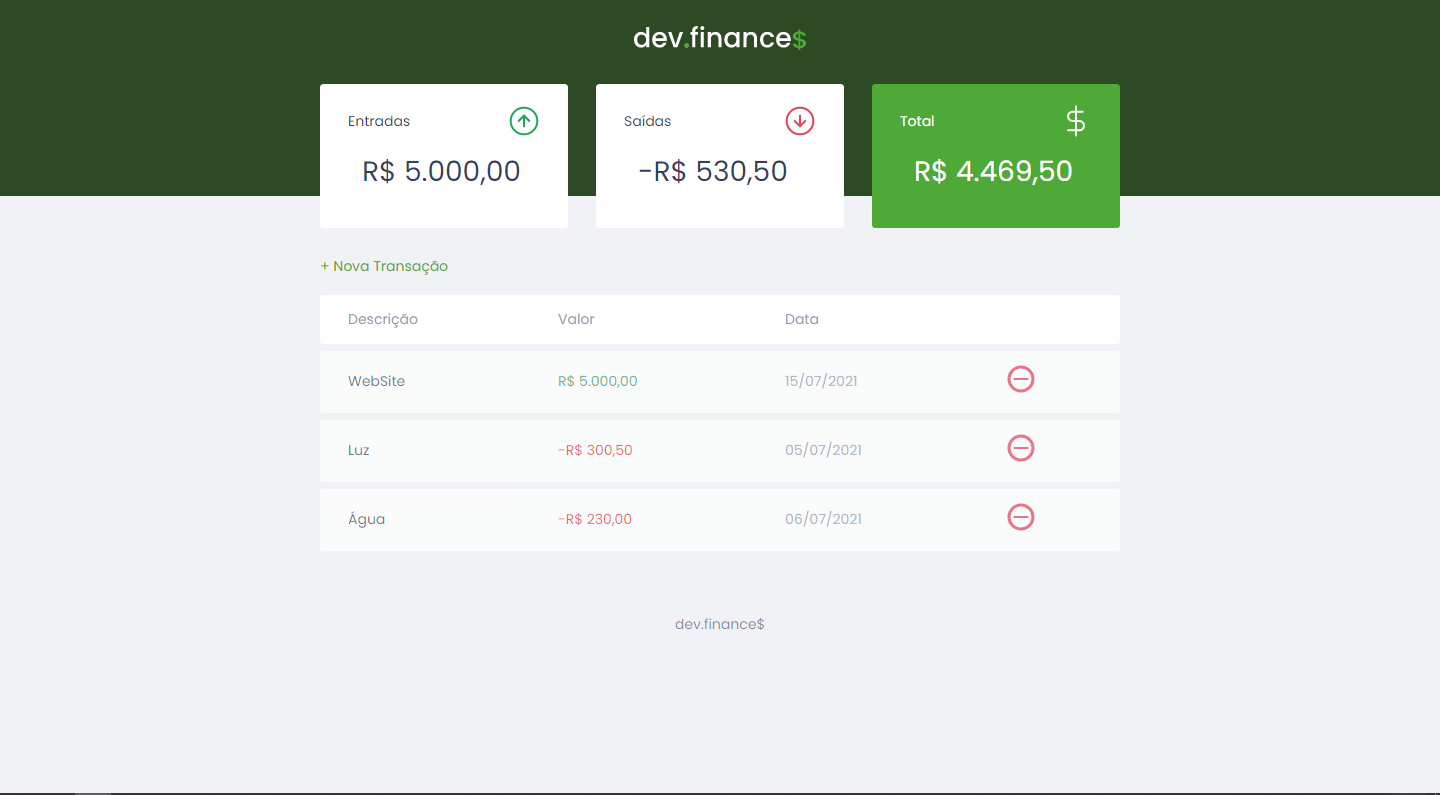 dev.finance$
Entradas
R$ 5.000,00
Saídas
-R$ 530,50
Total
R$ 4.469,50
+ Nova Transação
Descrição Valor Data
WebSite R$ 5.000,00 15/07/2021
Luz -R$ 300,50 05/07/2021
Água -R$ 230,00 06/07/2021
dev.finance$